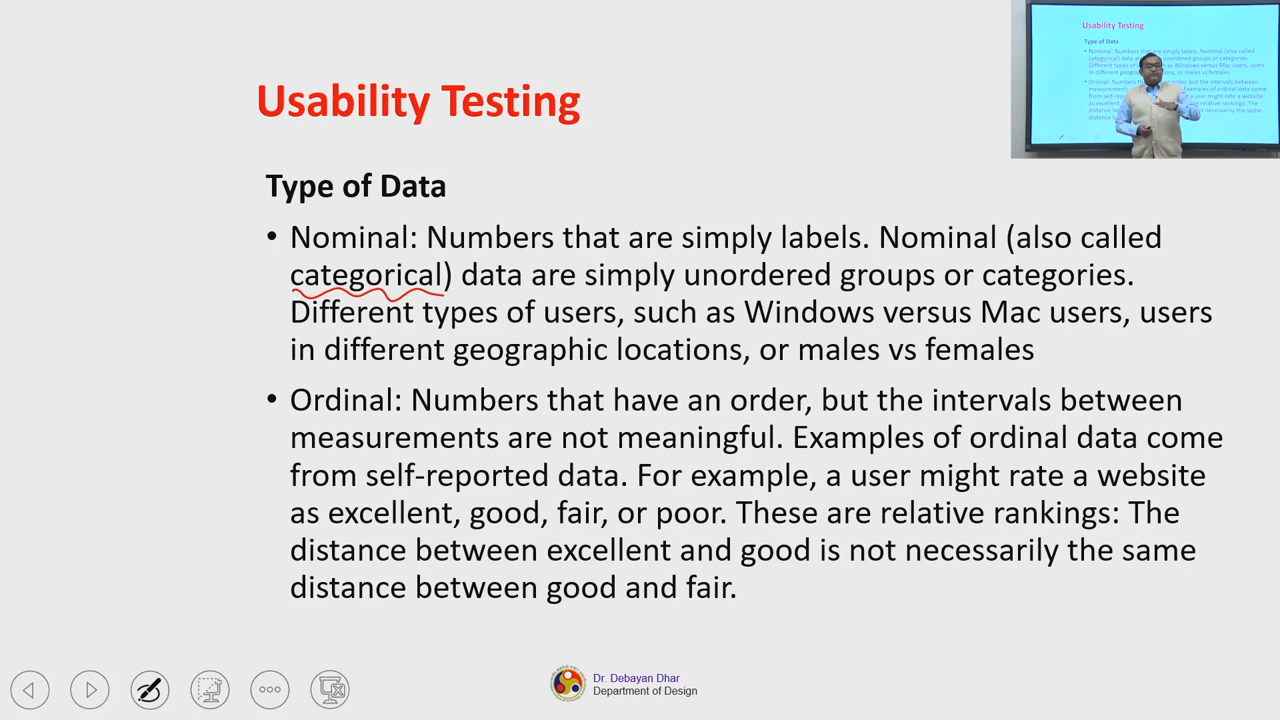 Usability Testing
Type of Data
• Nominal: Numbers that are simply labels. Nominal (also called
categorical) data are simply unordered groups or categories.
Different types of users, such as Windows versus Mac users, users
in different geographic locations, or males vs females
• Ordinal: Numbers that have an order, but the intervals between
measurements are not meaningful. Examples of ordinal data come
from self-reported data. For example, a user might rate a website
as excellent, good, fair, or poor. These are relative rankings: The
distance between excellent and good is not necessarily the same
distance between good and fair.
Dr. Debayan Dhar
Department of Design
Usability Testing
Type of Data